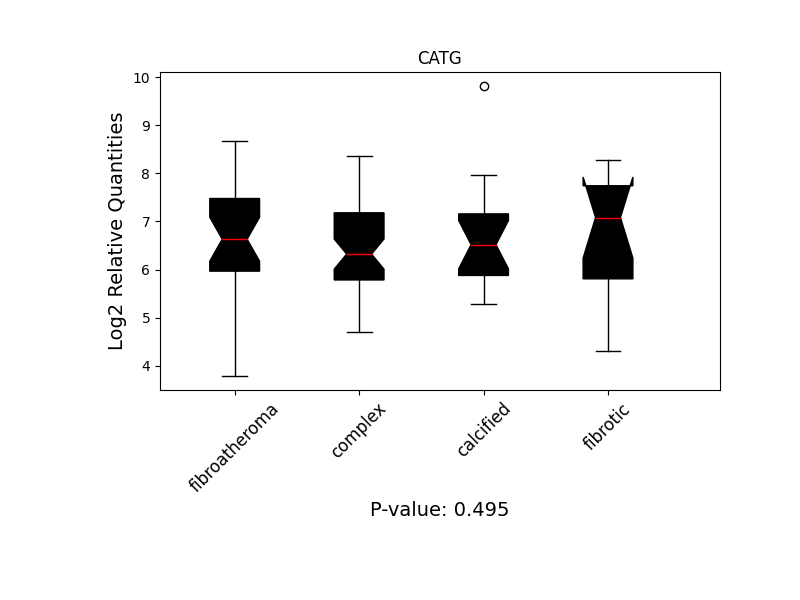 CATG
Log2 Relative Quantities
10
9
8
7
6
5
4
fibroatheroma
complex
calcified
fibrotic
P-value: 0.495